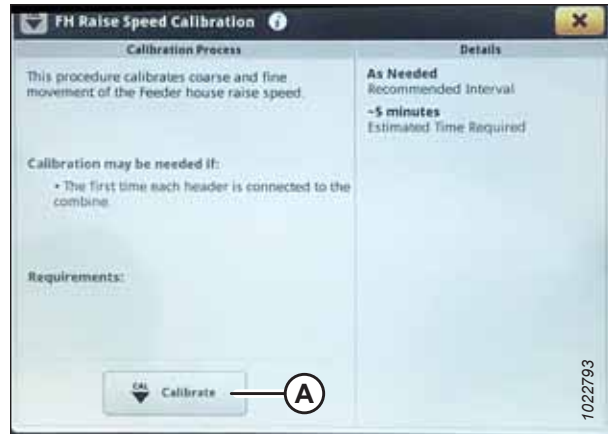 FH Raise Speed Calibration i
Calibration Process
This procedure calibrates coarse and fine
movement of the Feeder house raise speed.
Calibration may be needed if:
• The first time each header is connected to the
combine.
Requirements:
CAL Calibrate
Details
As Needed
Recommended Interval
~5 minutes
Estimated Time Required
A
1022793